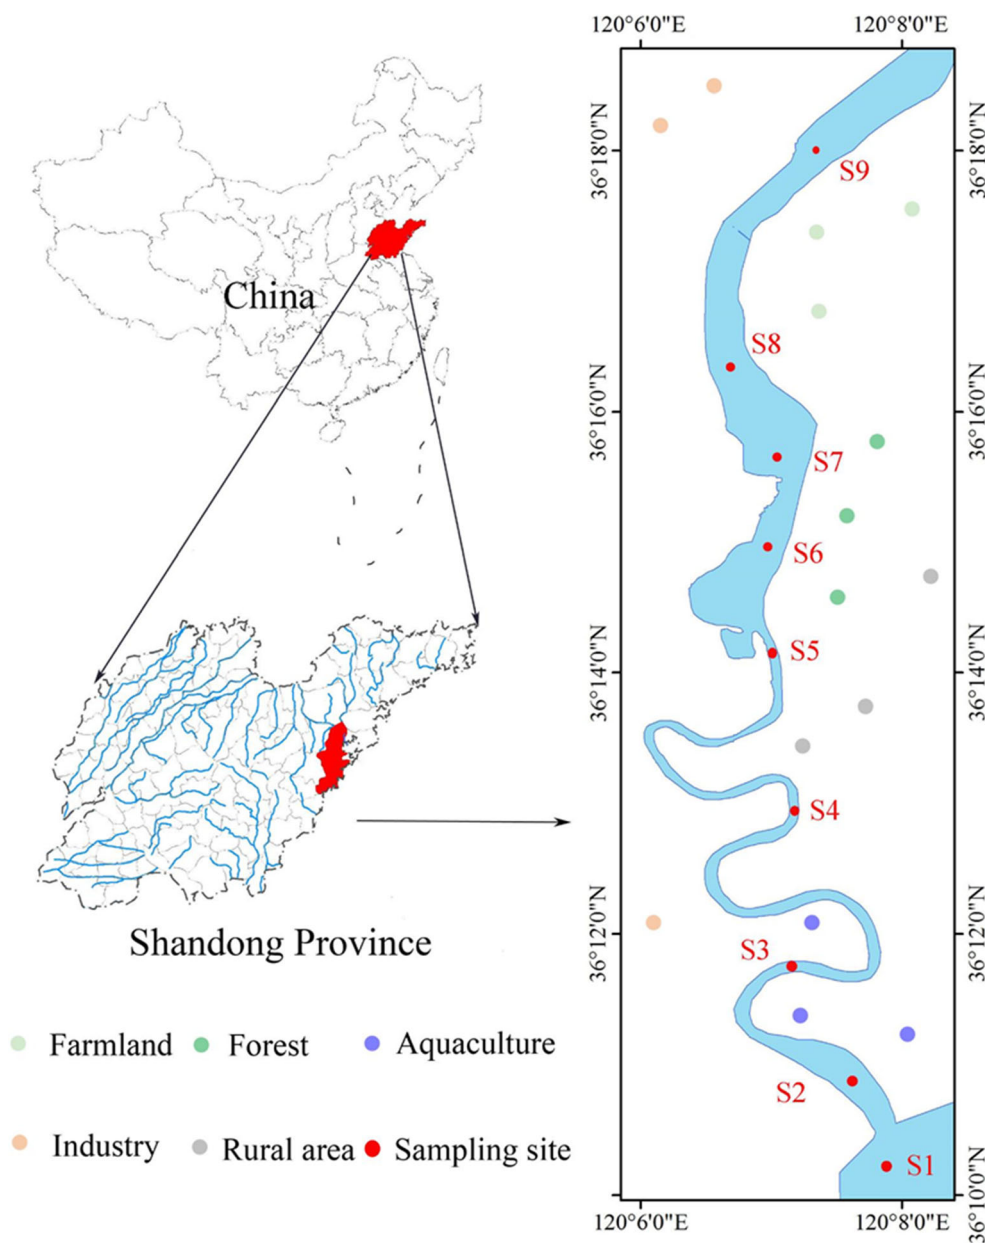 120°6'0"E
120°8'0"E
36°18'0"N
36°18'0"N
S9
China
S8
36°16'0"N
36°16'0"N
S7
S6
S5
36°14'0"N
36°14'0"N
S4
S3
36°12'0"N
36°12'0"N
Shandong Province
Farmland
Forest
Aquaculture
S2
Industry
Rural area
Sampling site
S1
36°10'0"N
120°6'0"E
120°8'0"E